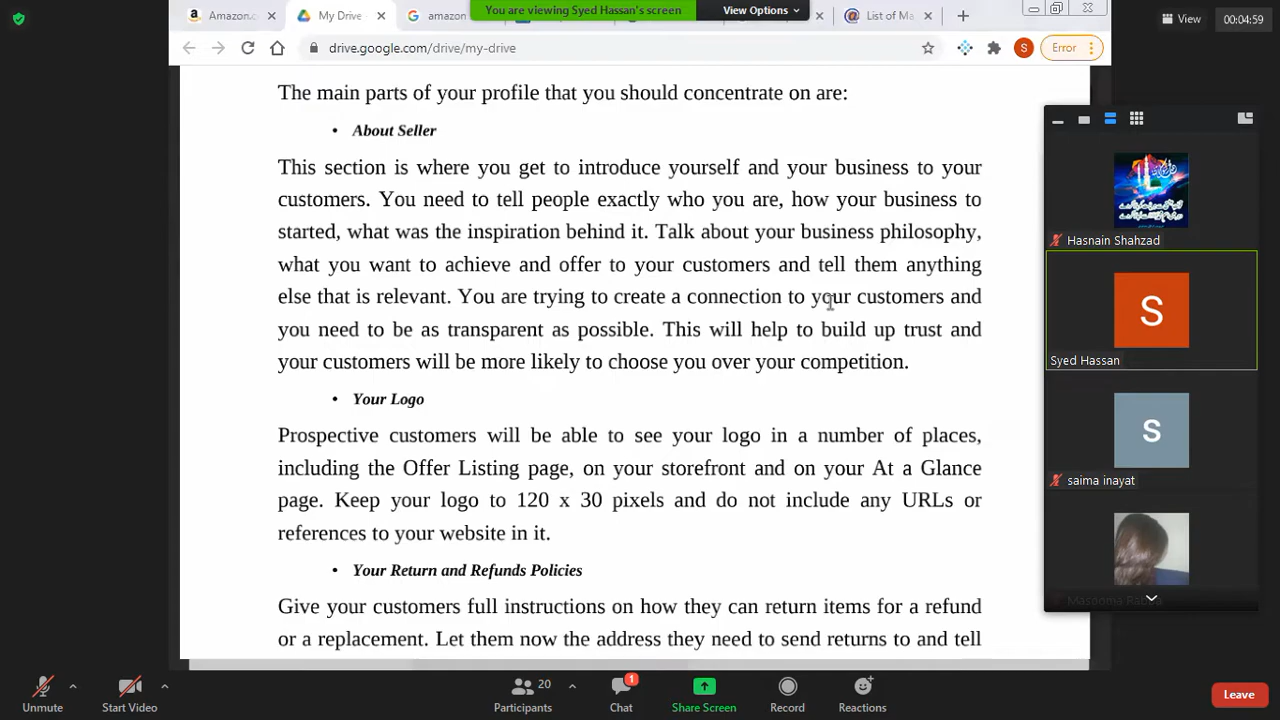 Amazon.c
My Drive
amazon
You are viewing Syed Hassan's screen
View Options
List of Ma
View
00:04:59
drive.google.com/drive/my-drive
S
Error
The main parts of your profile that you should concentrate on are:
• About Seller
This section is where you get to introduce yourself and your business to your
customers. You need to tell people exactly who you are, how your business to
started, what was the inspiration behind it. Talk about your business philosophy,
what you want to achieve and offer to your customers and tell them anything
else that is relevant. You are trying to create a connection to your customers and
you need to be as transparent as possible. This will help to build up trust and
your customers will be more likely to choose you over your competition.
• Your Logo
Prospective customers will be able to see your logo in a number of places,
including the Offer Listing page, on your storefront and on your At a Glance
page. Keep your logo to 120 x 30 pixels and do not include any URLs or
references to your website in it.
• Your Return and Refunds Policies
Give your customers full instructions on how they can return items for a refund
or a replacement. Let them now the address they need to send returns to and tell
Hasnain Shahzad
S
Syed Hassan
s
saima inayat
Masooma Rabba
Unmute
Start Video
20
Participants
1
Chat
Share Screen
Record
Reactions
Leave